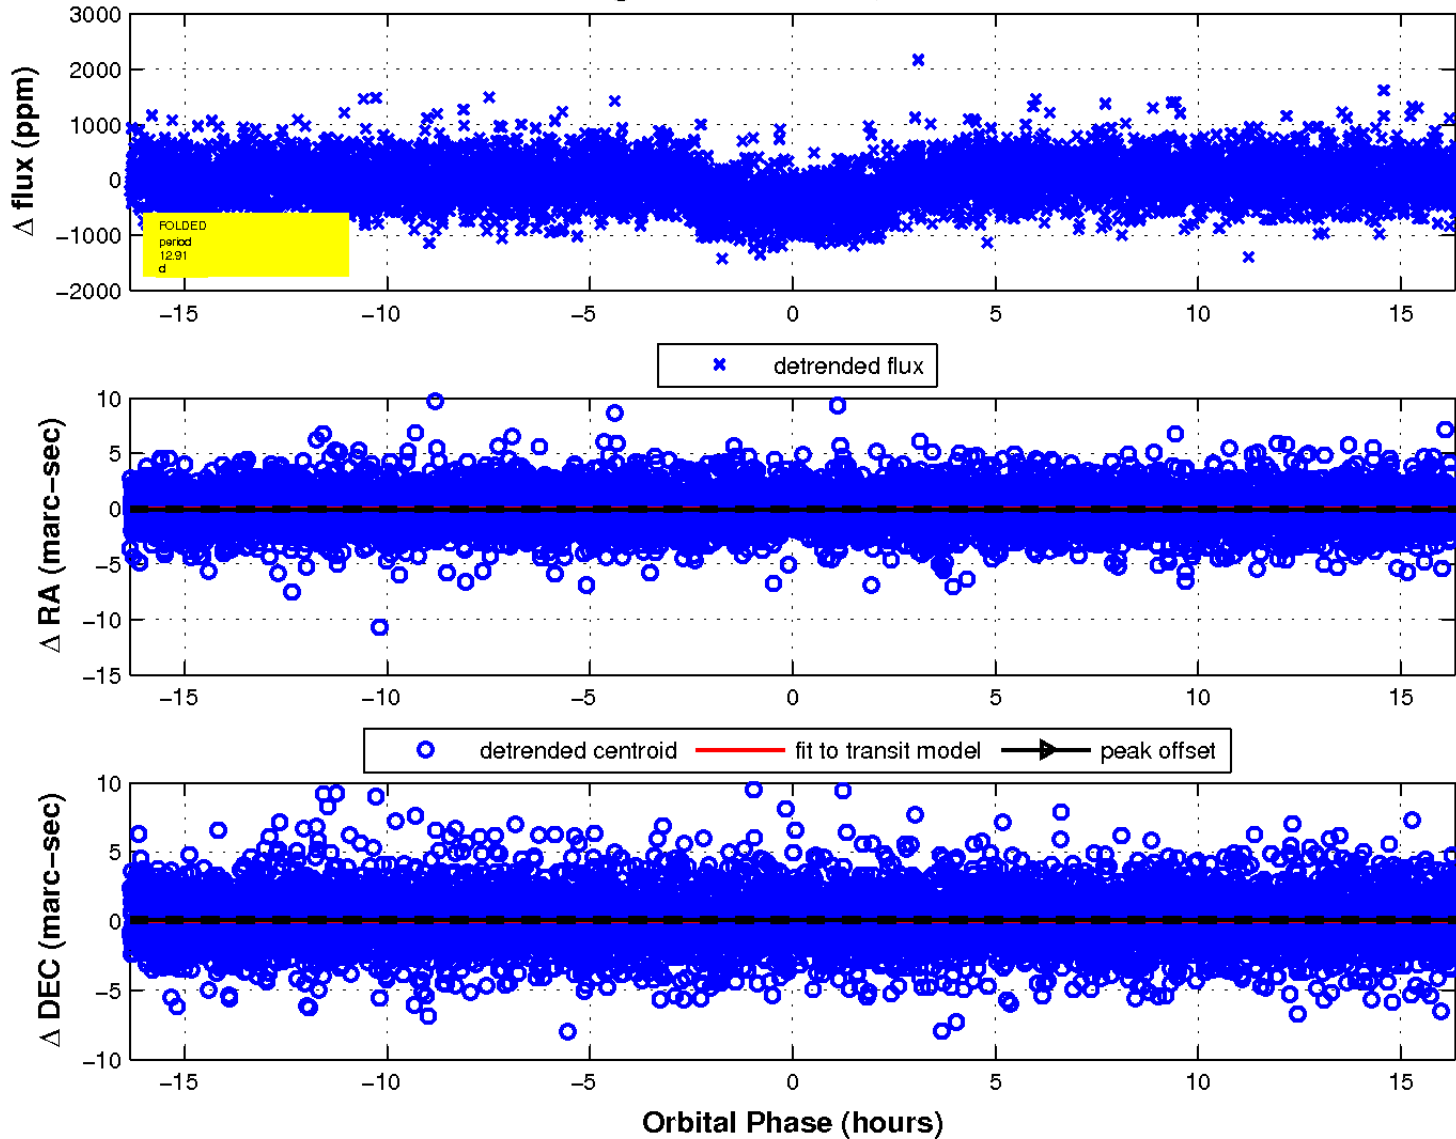 3000
2000
1000
0
−1000
−2000
Δ flux (ppm)
FOLDED
period
12.91
d
−15 −10 −5 0 5 10 15
detrended flux
10
5
0
−5
−10
−15
Δ RA (marc−sec)
−15 −10 −5 0 5 10 15
detrended centroid fit to transit model peak offset
10
5
0
−5
−10
Δ DEC (marc−sec)
−15 −10 −5 0 5 10 15
Orbital Phase (hours)